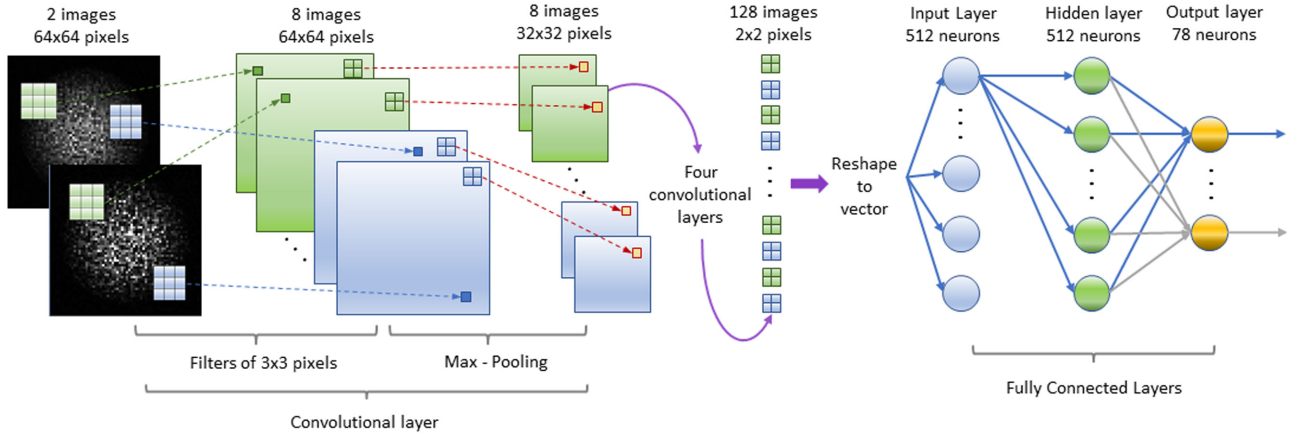 2 images
64x64 pixels
8 images
64x64 pixels
8 images
32x32 pixels
128 images
2x2 pixels
Input Layer
512 neurons
Hidden layer
512 neurons
Output layer
78 neurons
Four
convolutional
layers
Reshape
to
vector
Filters of 3x3 pixels
Max - Pooling
Convolutional layer
Fully Connected Layers